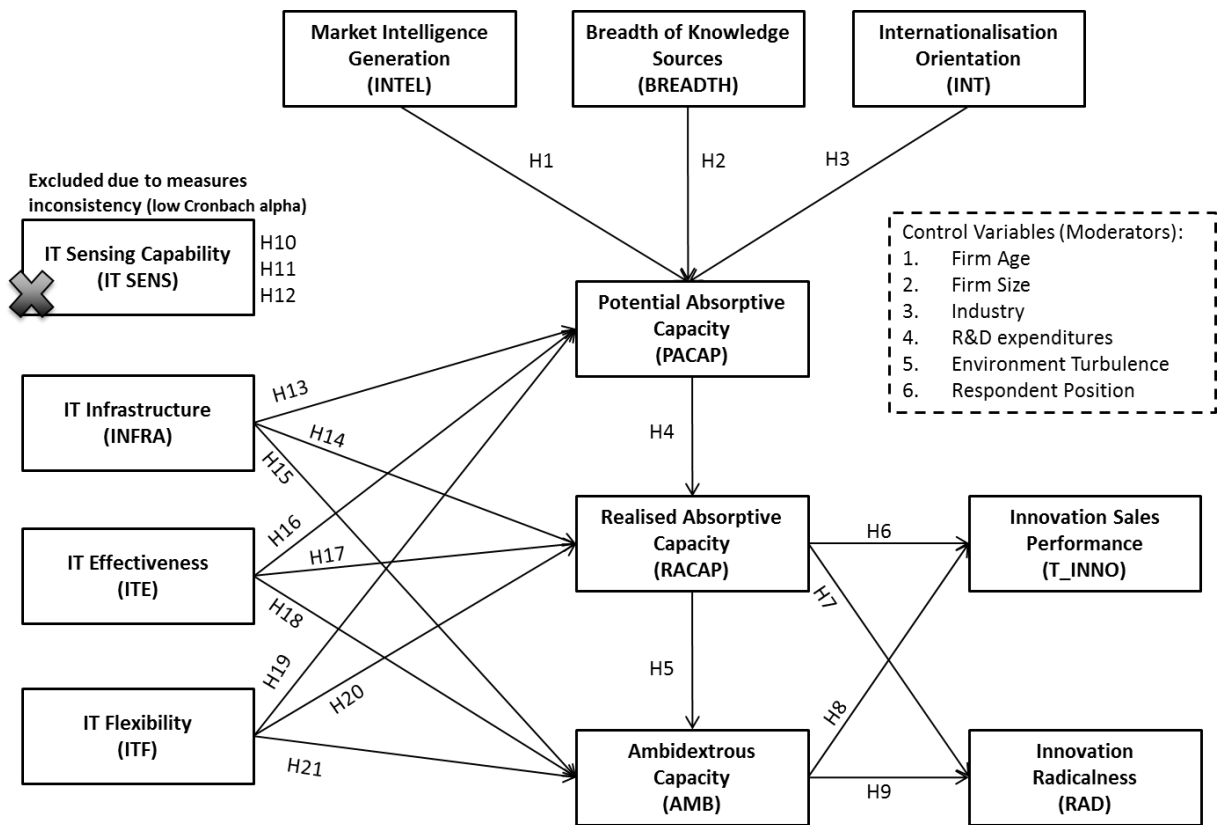 Market Intelligence
Generation
(INTEL)
Breadth of Knowledge
Sources
(BREADTH)
Internationalisation
Orientation
(INT)
H1
H2
H3
Excluded due to measures
inconsistency (low Cronbach alpha)
IT Sensing Capability
(IT SENS)
H10
H11
H12
Control Variables (Moderators):
1. Firm Age
2. Firm Size
3. Industry
4. R&D expenditures
5. Environment Turbulence
6. Respondent Position
Potential Absorptive
Capacity
(PACAP)
IT Infrastructure
(INFRA)
H13
H14
H15
H4
IT Effectiveness
(ITE)
H16
H17
H18
Realised Absorptive
Capacity
(RACAP)
H6
H7
Innovation Sales
Performance
(T_INNO)
H5
H8
IT Flexibility
(ITF)
H19
H20
H21
Ambidextrous
Capacity
(AMB)
H9
Innovation
Radicalness
(RAD)